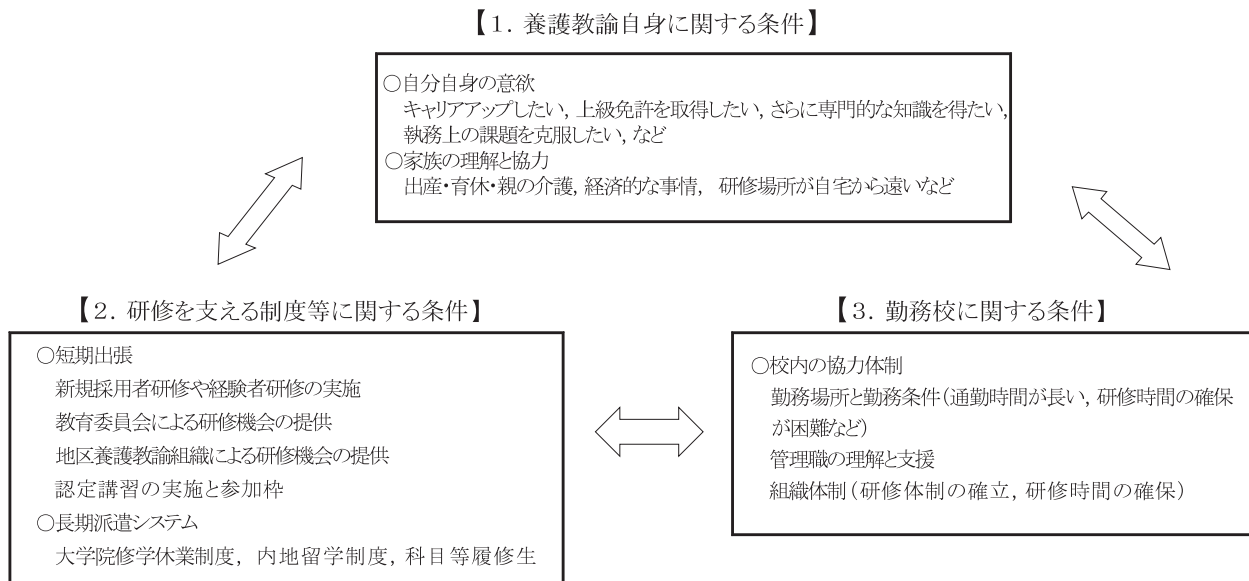 【１．養護教諭自身に関する条件】
○自分自身の意欲
キャリアアップしたい，上級免許を取得したい，さらに専門的な知識を得たい，
執務上の課題を克服したい，など
○家族の理解と協力
出産・育休・親の介護，経済的な事情，　研修場所が自宅から遠いなど
【２．研修を支える制度等に関する条件】
○短期出張
新規採用者研修や経験者研修の実施
教育委員会による研修機会の提供
地区養護教諭組織による研修機会の提供
認定講習の実施と参加枠
○長期派遣システム
大学院修学休業制度，　内地留学制度，科目等履修生
【３．勤務校に関する条件】
○校内の協力体制
勤務場所と勤務条件（通勤時間が長い，研修時間の確保
が困難など）
管理職の理解と支援
組織体制（研修体制の確立，研修時間の確保）